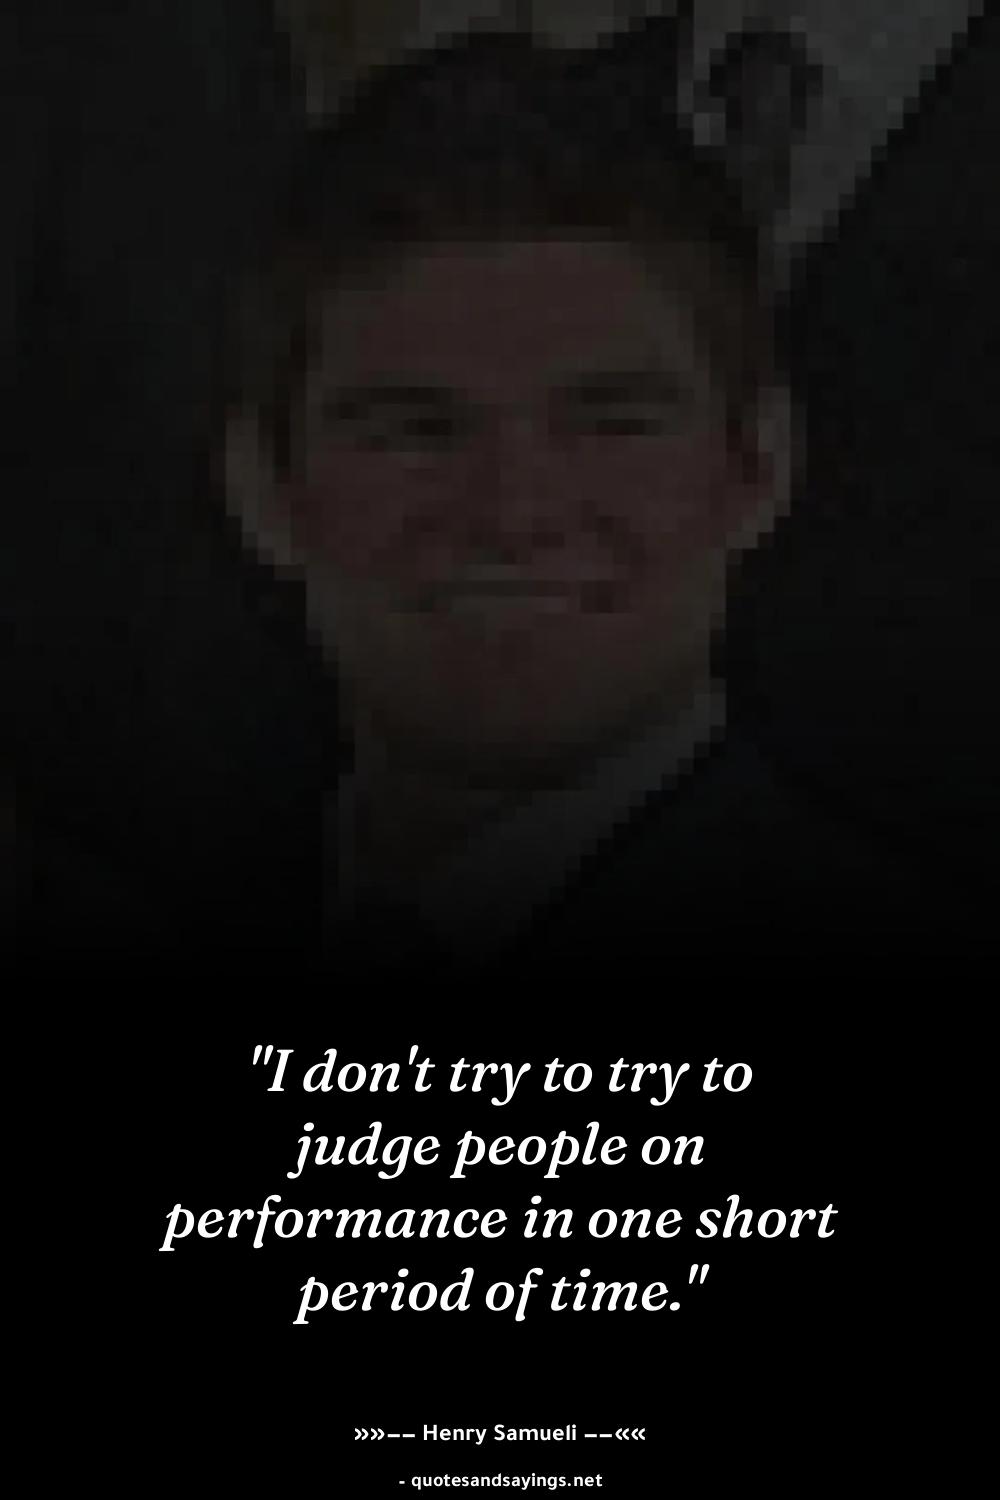 "I don't try to try to
judge people on
performance in one short
period of time."
»»–– Henry Samueli ––««
- quotesandsayings.net